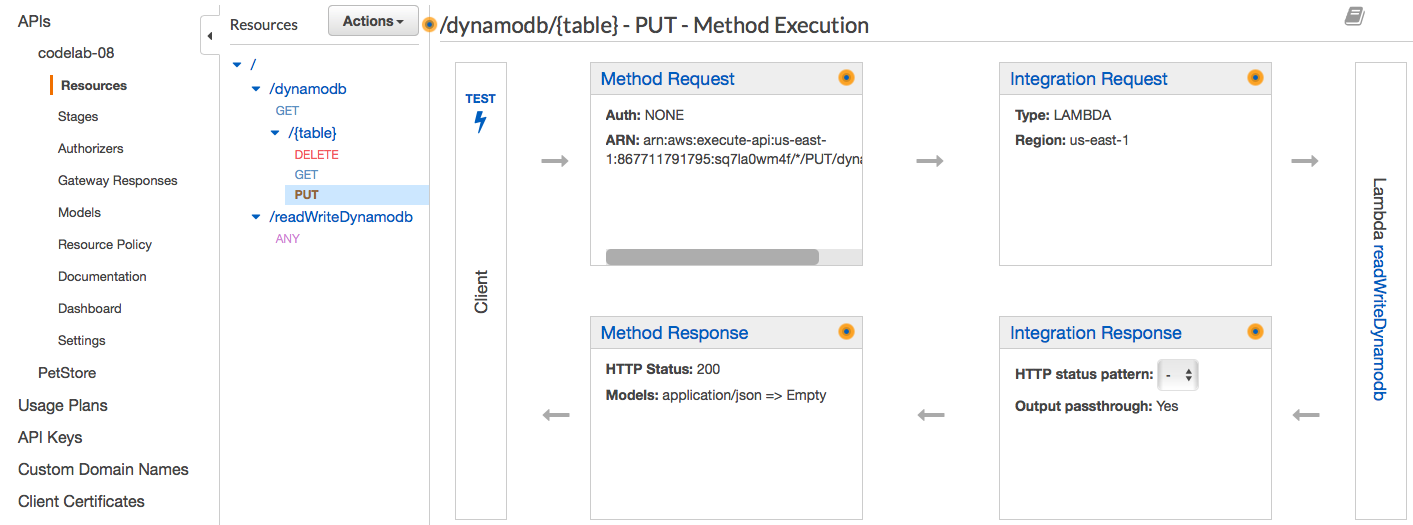 APIs
codelab-08
Resources
Stages
Authorizers
Gateway Responses
Models
Resource Policy
Documentation
Dashboard
Settings
PetStore
Usage Plans
API Keys
Custom Domain Names
Client Certificates
Resources
Actions
/
/dynamodb
GET
/{table}
DELETE
GET
PUT
/readWriteDynamodb
ANY
/dynamodb/{table} - PUT - Method Execution
TEST
Client
Method Request
Auth: NONE
ARN: arn:aws:execute-api:us-east-
1:867711791795:sq7la0wm4f/*/PUT/dyna
Integration Request
Type: LAMBDA
Region: us-east-1
Lambda readWriteDynamodb
Method Response
HTTP Status: 200
Models: application/json => Empty
Integration Response
HTTP status pattern: -
Output passthrough: Yes